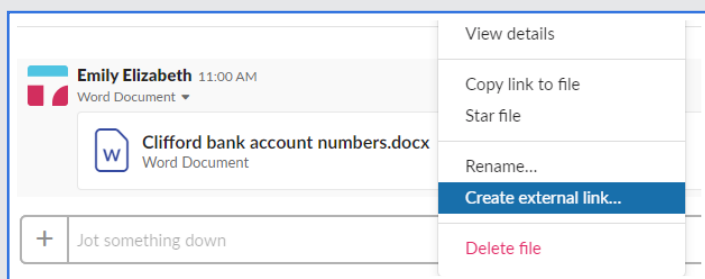 View details
Emily Elizabeth 11:00 AM
Word Document
Copy link to file
Star file
W
Clifford bank account numbers.docx
Word Document
Rename...
Create external link...
Jot something down
Delete file